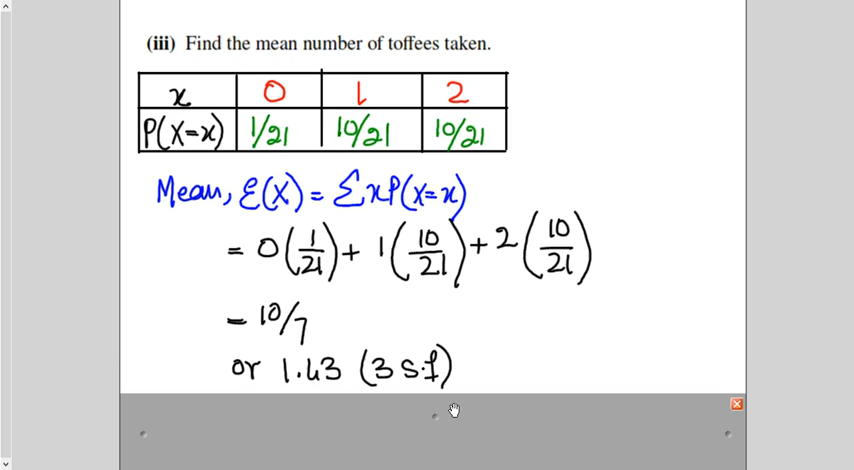 (iii) Find the mean number of toffees taken.
x 0 1 2
P(X=x) 1/21 10/21 10/21
Mean, E(X) = ΣxP(X=x)
= 0(1/21) + 1(10/21) + 2(10/21)
= 10/7
or 1.43 (3 s.f)